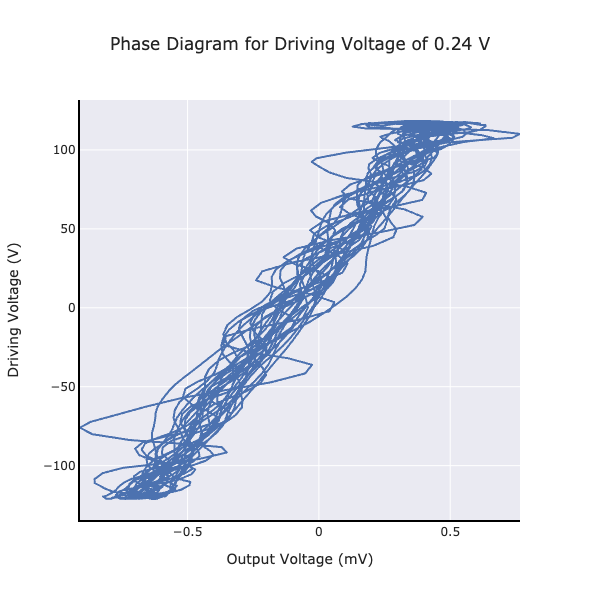 Phase Diagram for Driving Voltage of 0.24 V
100
50
0
−50
−100
−0.5
0
0.5
Driving Voltage (V)
Output Voltage (mV)